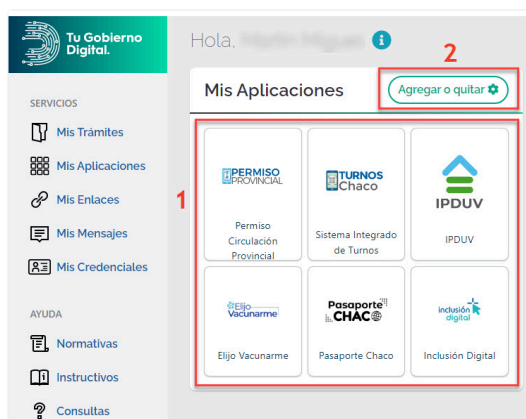 Tu Gobierno
Digital.
Hola,
2
Mis Aplicaciones
Agregar o quitar
SERVICIOS
Mis Trámites
Mis Aplicaciones
Mis Enlaces
Mis Mensajes
Mis Credenciales
AYUDA
Normativas
Instructivos
Consultas
1
PERMISO
PROVINCIAL
Permiso
Circulación
Provincial
TURNOS
Chaco
Sistema Integrado
de Turnos
IPDUV
IPDUV
Elijo
Vacunarme
Elijo Vacunarme
Pasaporte
CHACO
Pasaporte Chaco
inclusión
digital
Inclusión Digital